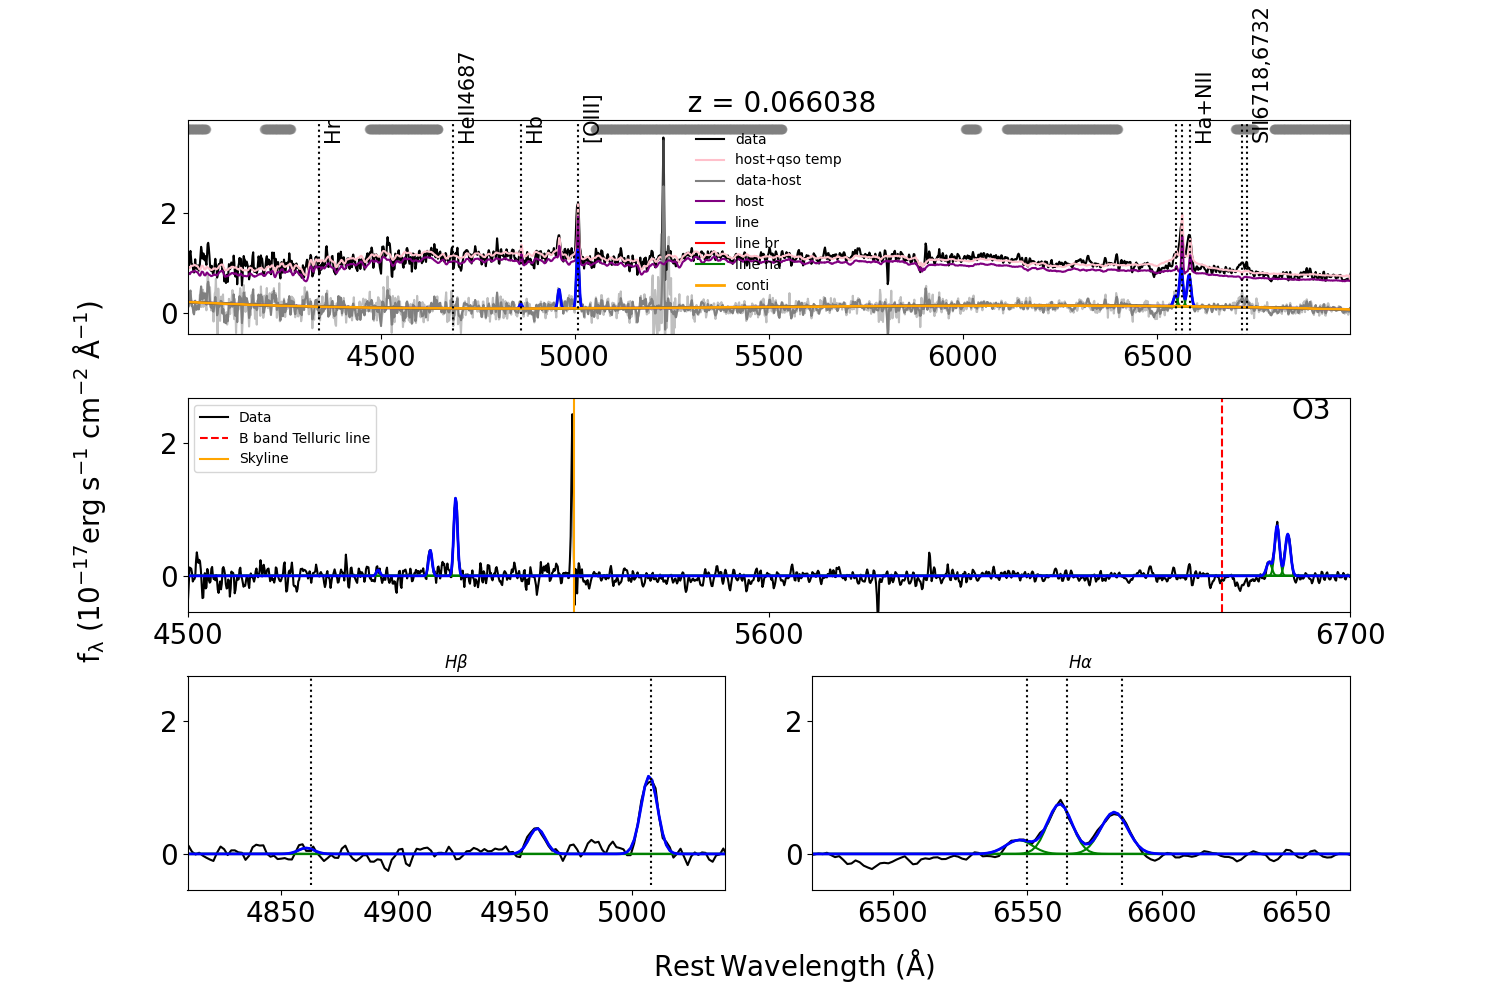 z = 0.066038
Hr
HeII4687
Hb
[OIII]
Ha+NII
SII6718,6732
data
host+qso temp
data-host
host
line
line br
line na
conti
2
0
4500
5000
5500
6000
6500
fλ (10⁻¹⁷erg s⁻¹ cm⁻² Å⁻¹)
O3
Data
B band Telluric line
Skyline
2
0
4500
5600
6700
Hβ
2
0
4850
4900
4950
5000
Hα
2
0
6500
6550
6600
6650
Rest Wavelength (Å)